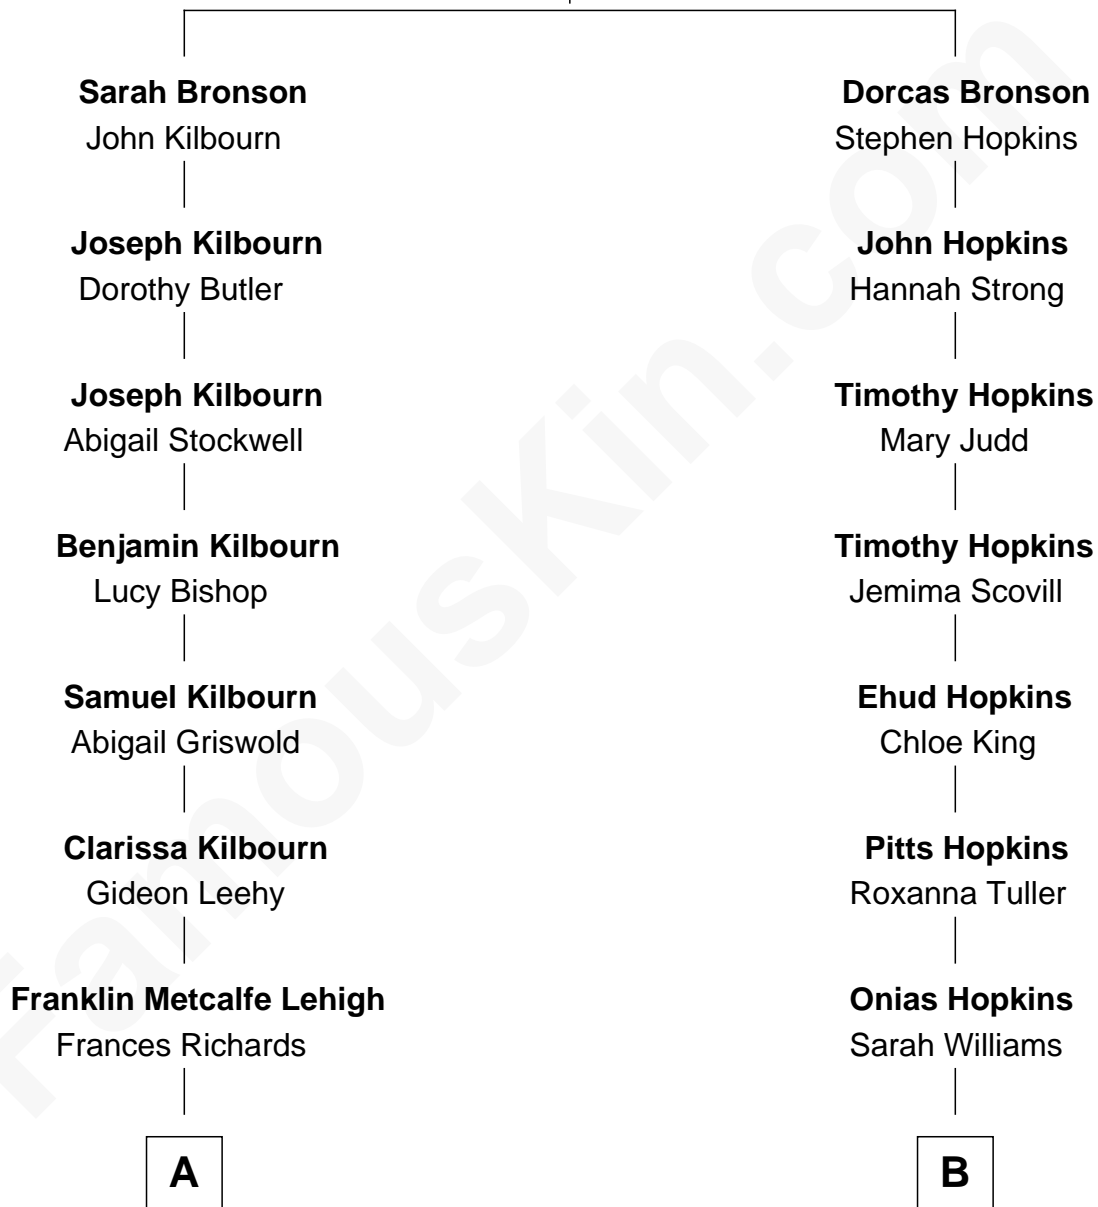 Sarah Bronson
John Kilbourn
Joseph Kilbourn
Dorothy Butler
Joseph Kilbourn
Abigail Stockwell
Benjamin Kilbourn
Lucy Bishop
Samuel Kilbourn
Abigail Griswold
Clarissa Kilbourn
Gideon Leehy
Franklin Metcalfe Lehigh
Frances Richards
A
Dorcas Bronson
Stephen Hopkins
John Hopkins
Hannah Strong
Timothy Hopkins
Mary Judd
Timothy Hopkins
Jemima Scovill
Ehud Hopkins
Chloe King
Pitts Hopkins
Roxanna Tuller
Onias Hopkins
Sarah Williams
B
FamousKin.com